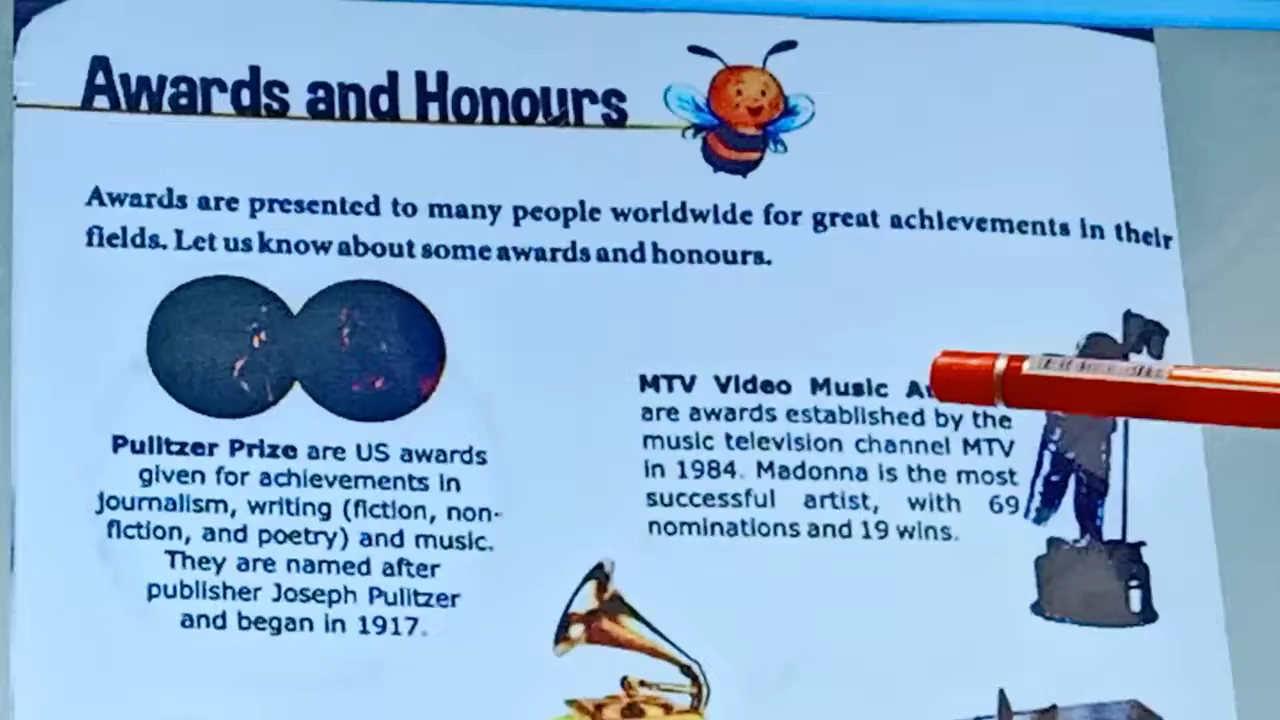 Awards and Honours
Awards are presented to many people worldwide for great achievements in their
fields. Let us know about some awards and honours.
Pulitzer Prize are US awards
given for achievements in
journalism, writing (fiction, non-
fiction, and poetry) and music.
They are named after
publisher Joseph Pulitzer
and began in 1917.
MTV Video Music
are awards established by the
music television channel MTV
in 1984. Madonna is the most
successful artist, with 69
nominations and 19 wins.